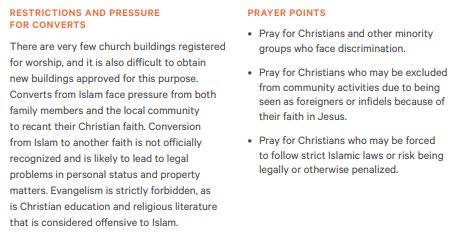 RESTRICTIONS AND PRESSURE
FOR CONVERTS
There are very few church buildings registered
for worship, and it is also difficult to obtain
new buildings approved for this purpose.
Converts from Islam face pressure from both
family members and the local community
to recant their Christian faith. Conversion
from Islam to another faith is not officially
recognized and is likely to lead to legal
problems in personal status and property
matters. Evangelism is strictly forbidden, as
is Christian education and religious literature
that is considered offensive to Islam.
PRAYER POINTS
• Pray for Christians and other minority
groups who face discrimination.
• Pray for Christians who may be excluded
from community activities due to being
seen as foreigners or infidels because of
their faith in Jesus.
• Pray for Christians who may be forced
to follow strict Islamic laws or risk being
legally or otherwise penalized.